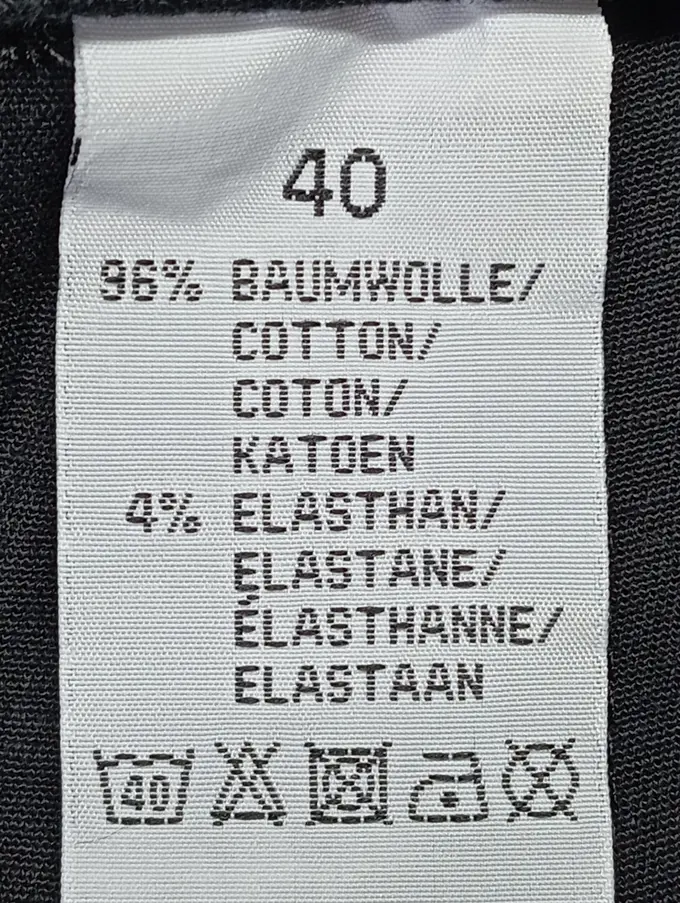 40
96% BAUMWOLLE/
COTTON/
COTON/
KATOEN
4% ELASTHAN/
ELASTANE/
ÉLASTHANNE/
ELASTAAN
40